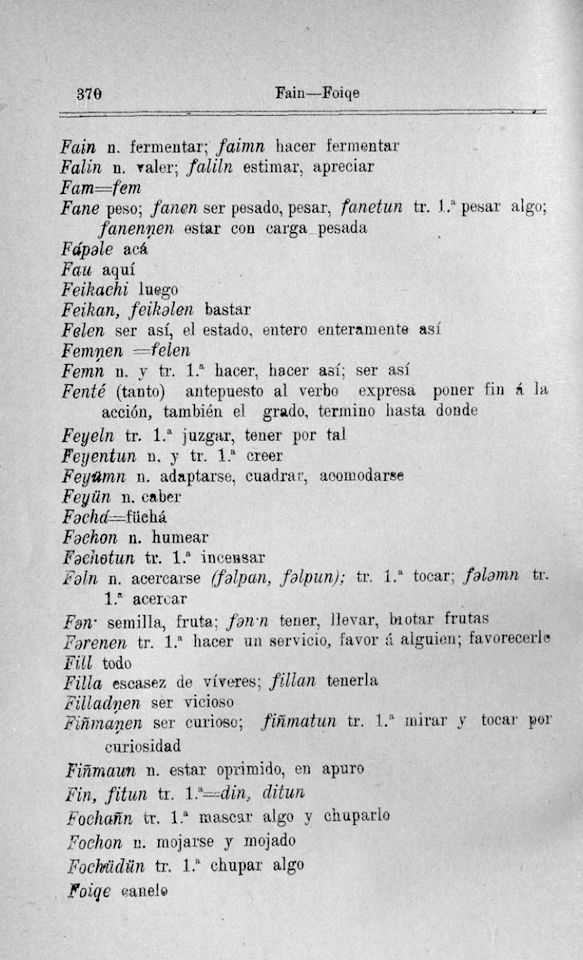 370 Fain—Foiqe
Fain n. fermentar; faimn hacer fermentar
Falin n. valer; faliln estimar, apreciar
Fam=fem
Fane peso; fanen ser pesado, pesar, fanetun tr. 1.ª pesar algo;
fanenņen estar con carga pesada
Fápəle acá
Fau aquí
Feikachi luego
Feikan, feikəlen bastar
Felen ser así, el estado, entero enteramente así
Femņen =felen
Femn n. y tr. 1.ª hacer, hacer así; ser así
Fenté (tanto) antepuesto al verbo expresa poner fin á la
acción, también el grado, termino hasta donde
Feyeln tr. 1.ª juzgar, tener por tal
Feyentun n. y tr. 1.ª creer
Feyümn n. adaptarse, cuadrar, acomodarse
Feyün n. caber
Fəchá=füchá
Fəchon n. humear
Fəchotun tr. 1.ª incensar
Fəln n. acercarse (fəlpan, fəlpun); tr. 1.ª tocar; fələmn tr.
1.ª acercar
Fən· semilla, fruta; fən·n tener, llevar, brotar frutas
Fərenen tr. 1.ª hacer un servicio, favor á alguien; favorecerle
Fill todo
Filla escasez de víveres; fillan tenerla
Filladņen ser vicioso
Fiñmaņen ser curioso; fiñmatun tr. 1.ª mirar y tocar por
curiosidad
Fiñmaun n. estar oprimido, en apuro
Fin, fitun tr. 1.ª=din, ditun
Fochañn tr. 1.ª mascar algo y chuparlo
Fochon n. mojarse y mojado
Fochüdün tr. 1.ª chupar algo
Foiqe canelo